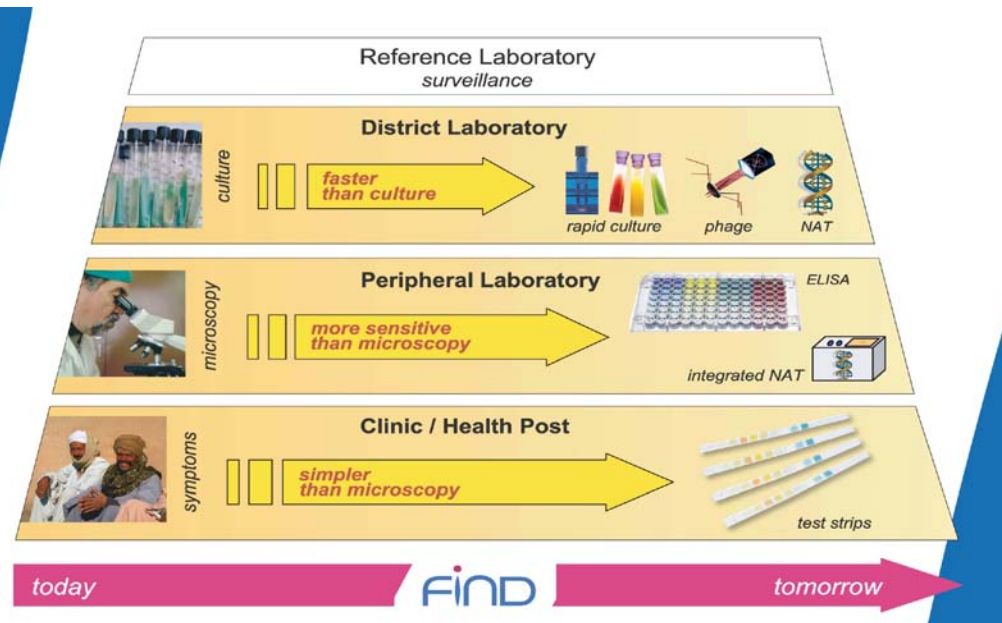 Reference Laboratory
surveillance
District Laboratory
culture
faster
than culture
rapid culture
phage
NAT
Peripheral Laboratory
microscopy
more sensitive
than microscopy
ELISA
integrated NAT
Clinic / Health Post
symptoms
simpler
than microscopy
test strips
today
FIND
tomorrow